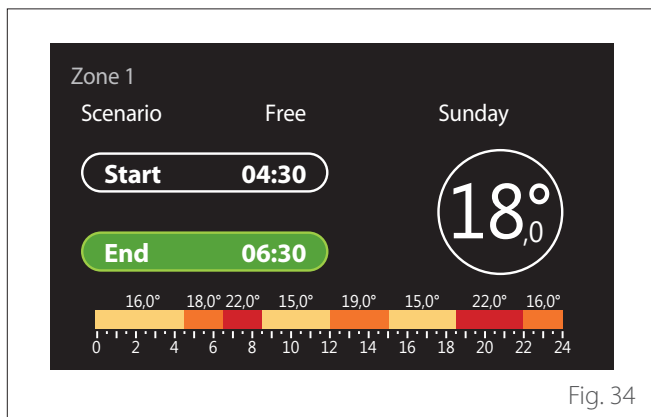 Zone 1
Scenario Free Sunday
Start 04:30
18°,0
End 06:30
16,0° 18,0° 22,0° 15,0° 19,0° 15,0° 22,0° 16,0°
0 2 4 6 8 10 12 14 16 18 20 22 24
Fig. 34